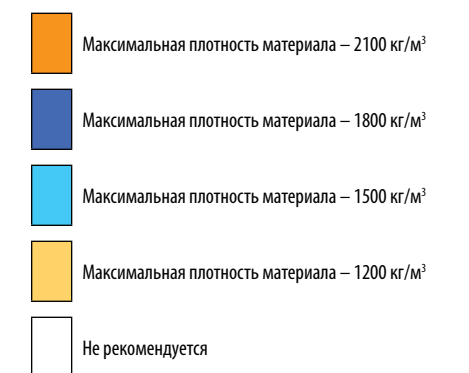 Максимальная плотность материала – 2100 кг/м³
Максимальная плотность материала – 1800 кг/м³
Максимальная плотность материала – 1500 кг/м³
Максимальная плотность материала – 1200 кг/м³
Не рекомендуется